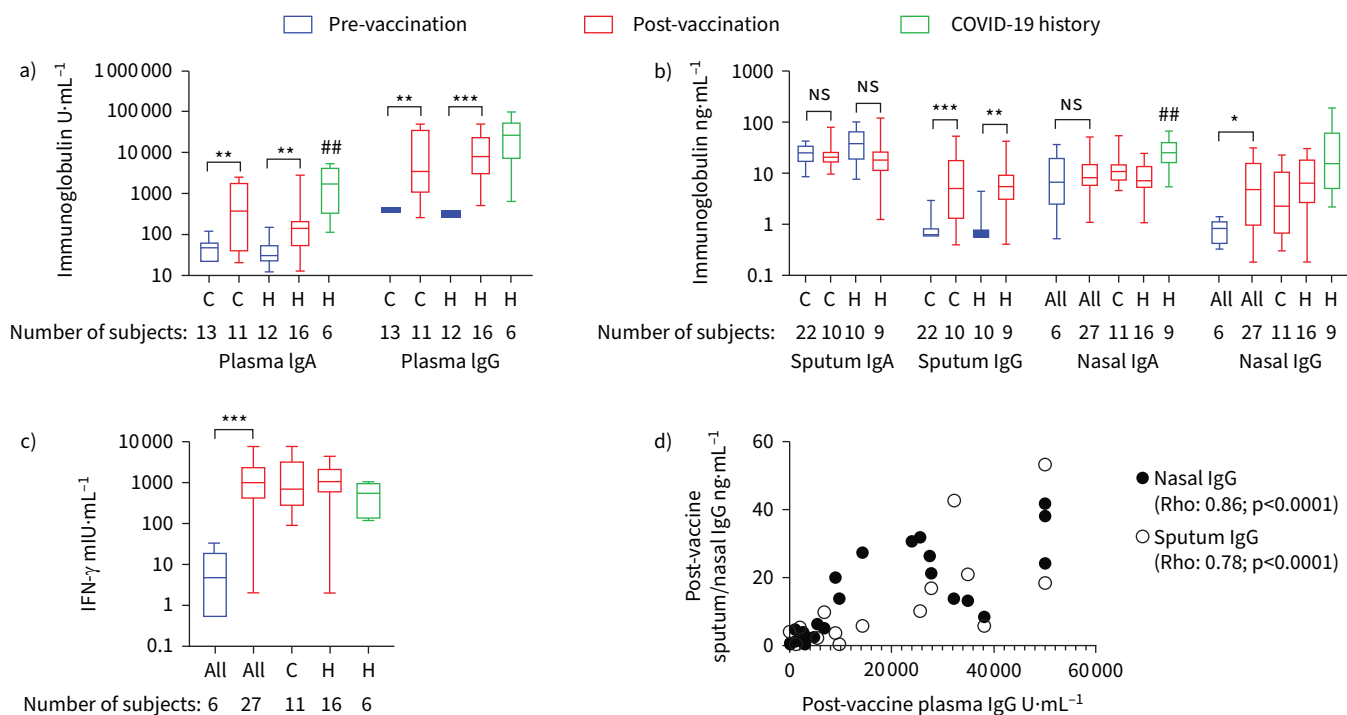 Pre-vaccination Post-vaccination COVID-19 history
a)
Immunoglobulin U·mL⁻¹
1 000 000
100 000
10 000
1000
100
10
** ** ## ** ***
C C H H H C C H H H
Number of subjects: 13 11 12 16 6 13 11 12 16 6
Plasma lgA Plasma lgG
b)
Immunoglobulin ng·mL⁻¹
1000
100
10
1
0.1
NS NS *** ** NS ## *
C C H H C C H H All All C H H All All C H H
Number of subjects: 22 10 10 9 22 10 10 9 6 27 11 16 9 6 27 11 16 9
Sputum IgA Sputum IgG Nasal IgA Nasal IgG
c)
IFN-γ mIU·mL⁻¹
10 000
1000
100
10
1
0.1
***
All All C H H
Number of subjects: 6 27 11 16 6
d)
Post-vaccine
sputum/nasal IgG ng·mL⁻¹
60
40
20
0
0 20 000 40 000 60 000
Post-vaccine plasma IgG U·mL⁻¹
Nasal IgG
(Rho: 0.86; p<0.0001)
Sputum IgG
(Rho: 0.78; p<0.0001)